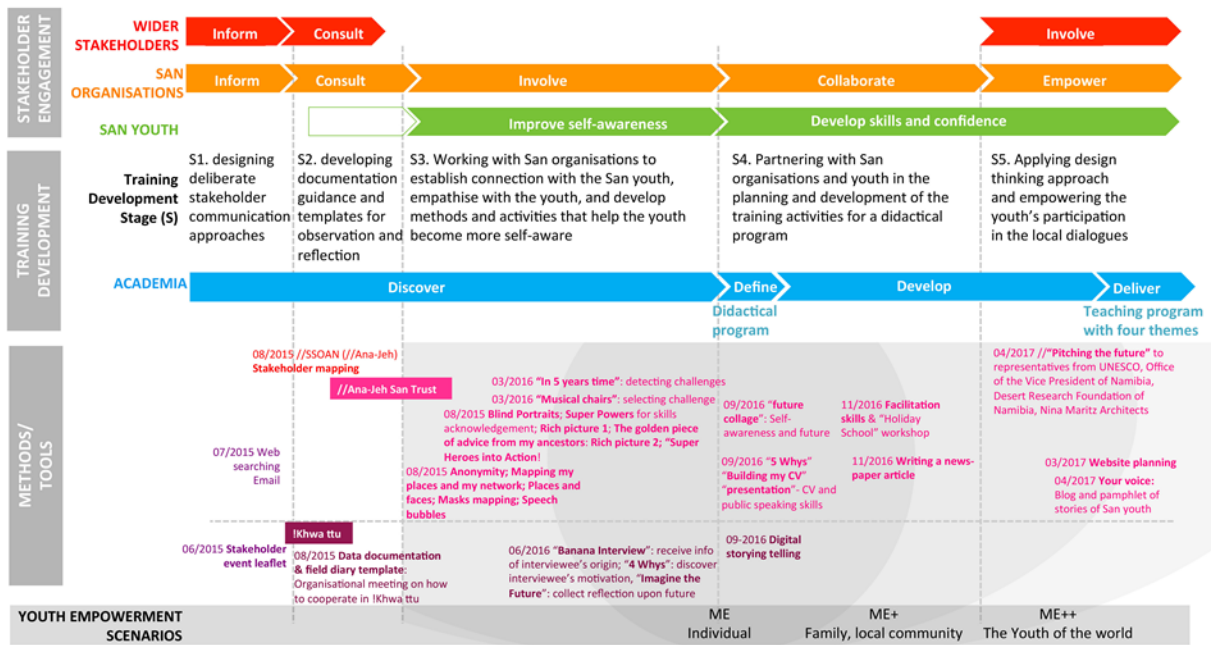 STAKEHOLDER
ENGAGEMENT
WIDER
STAKEHOLDERS
Inform
Consult
Involve
SAN
ORGANISATIONS
Inform
Consult
Involve
Collaborate
Empower
SAN YOUTH
Improve self-awareness
Develop skills and confidence
TRAINING
DEVELOPMENT
Training
Development
Stage (S)
S1. designing
deliberate
stakeholder
communication
approaches
S2. developing
documentation
guidance and
templates for
observation and
reflection
S3. Working with San organisations to
establish connection with the San youth,
empathise with the youth, and develop
methods and activities that help the youth
become more self-aware
S4. Partnering with San
organisations and youth in the
planning and development of the
training activities for a didactical
program
S5. Applying design
thinking approach
and empowering the
youth's participation
in the local dialogues
ACADEMIA
Discover
Define
Develop
Deliver
Didactical
program
Teaching program
with four themes
METHODS/
TOOLS
08/2015 //SSOAN (//Ana-Jeh)
Stakeholder mapping
//Ana-Jeh San Trust
07/2015 Web
searching
Email
03/2016 "In 5 years time": detecting challenges
03/2016 "Musical chairs": selecting challenge
08/2015 Blind Portraits; Super Powers for skills
acknowledgement; Rich picture 1; The golden piece
of advice from my ancestors: Rich picture 2; "Super
Heroes into Action!
08/2015 Anonymity; Mapping my
places and my network; Places and
faces; Masks mapping; Speech
bubbles
09/2016 "future
collage": Self-
awareness and future
09/2016 "5 Whys"
"Building my CV"
"presentation"- CV and
public speaking skills
11/2016 Facilitation
skills & "Holiday
School" workshop
11/2016 Writing a news-
paper article
04/2017 //"Pitching the future" to
representatives from UNESCO, Office
of the Vice President of Namibia,
Desert Research Foundation of
Namibia, Nina Maritz Architects
03/2017 Website planning
04/2017 Your voice:
Blog and pamphlet of
stories of San youth
!Khwa ttu
06/2015 Stakeholder
event leaflet
08/2015 Data documentation
& field diary template:
Organisational meeting on how
to cooperate in !Khwa ttu
06/2016 "Banana Interview": receive info
of interviewee's origin; "4 Whys": discover
interviewee's motivation, "Imagine the
Future": collect reflection upon future
09-2016 Digital
storying telling
YOUTH EMPOWERMENT
SCENARIOS
ME
Individual
ME+
Family, local community
ME++
The Youth of the world